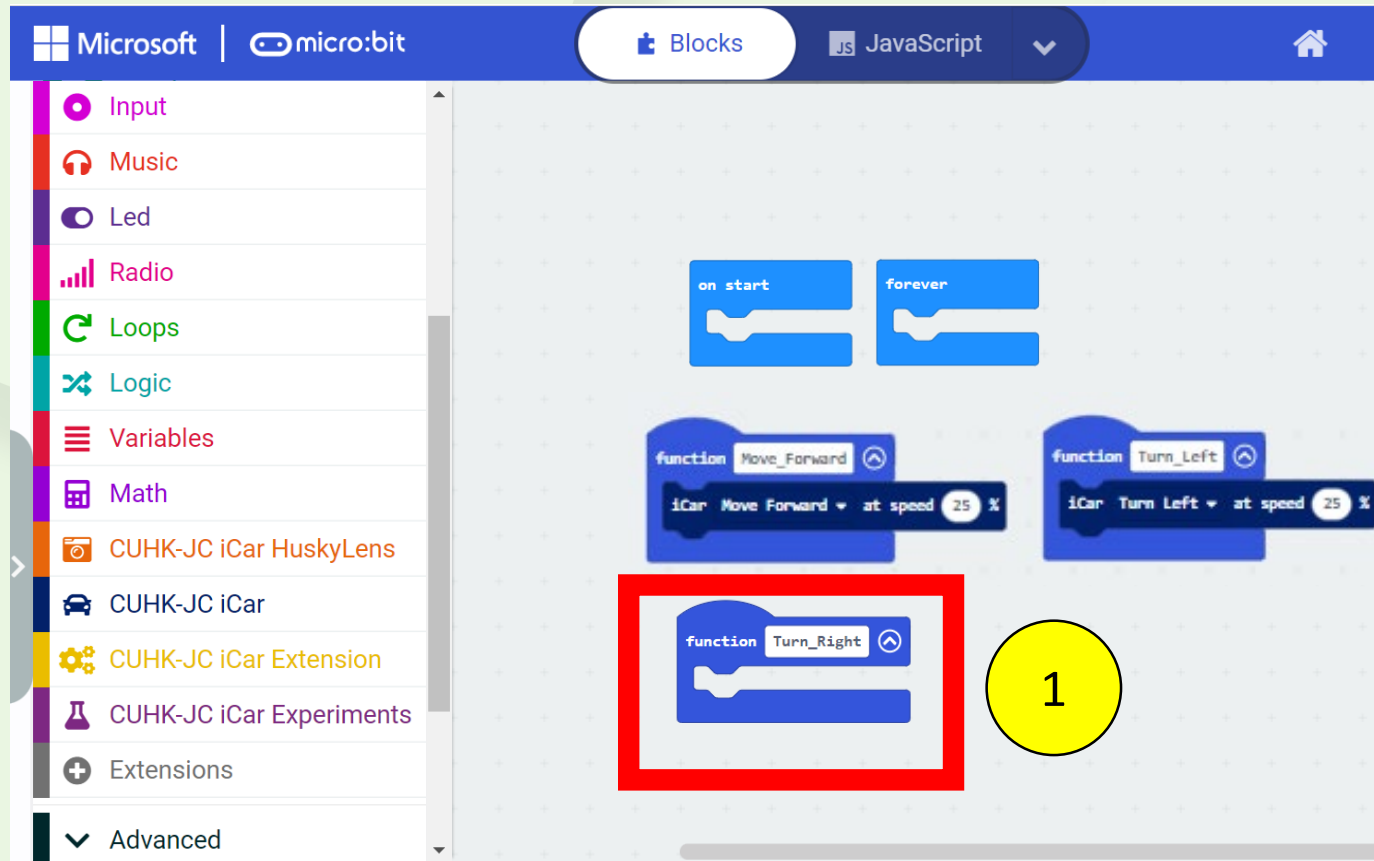 Microsoft | micro:bit
Blocks
JS JavaScript
Input
Music
Led
Radio
Loops
Logic
Variables
Math
CUHK-JC iCar HuskyLens
CUHK-JC iCar
CUHK-JC iCar Extension
CUHK-JC iCar Experiments
Extensions
Advanced
on start
forever
function Move_Forward
iCar Move Forward at speed 25 %
function Turn_Left
iCar Turn Left at speed 25 %
function Turn_Right
1